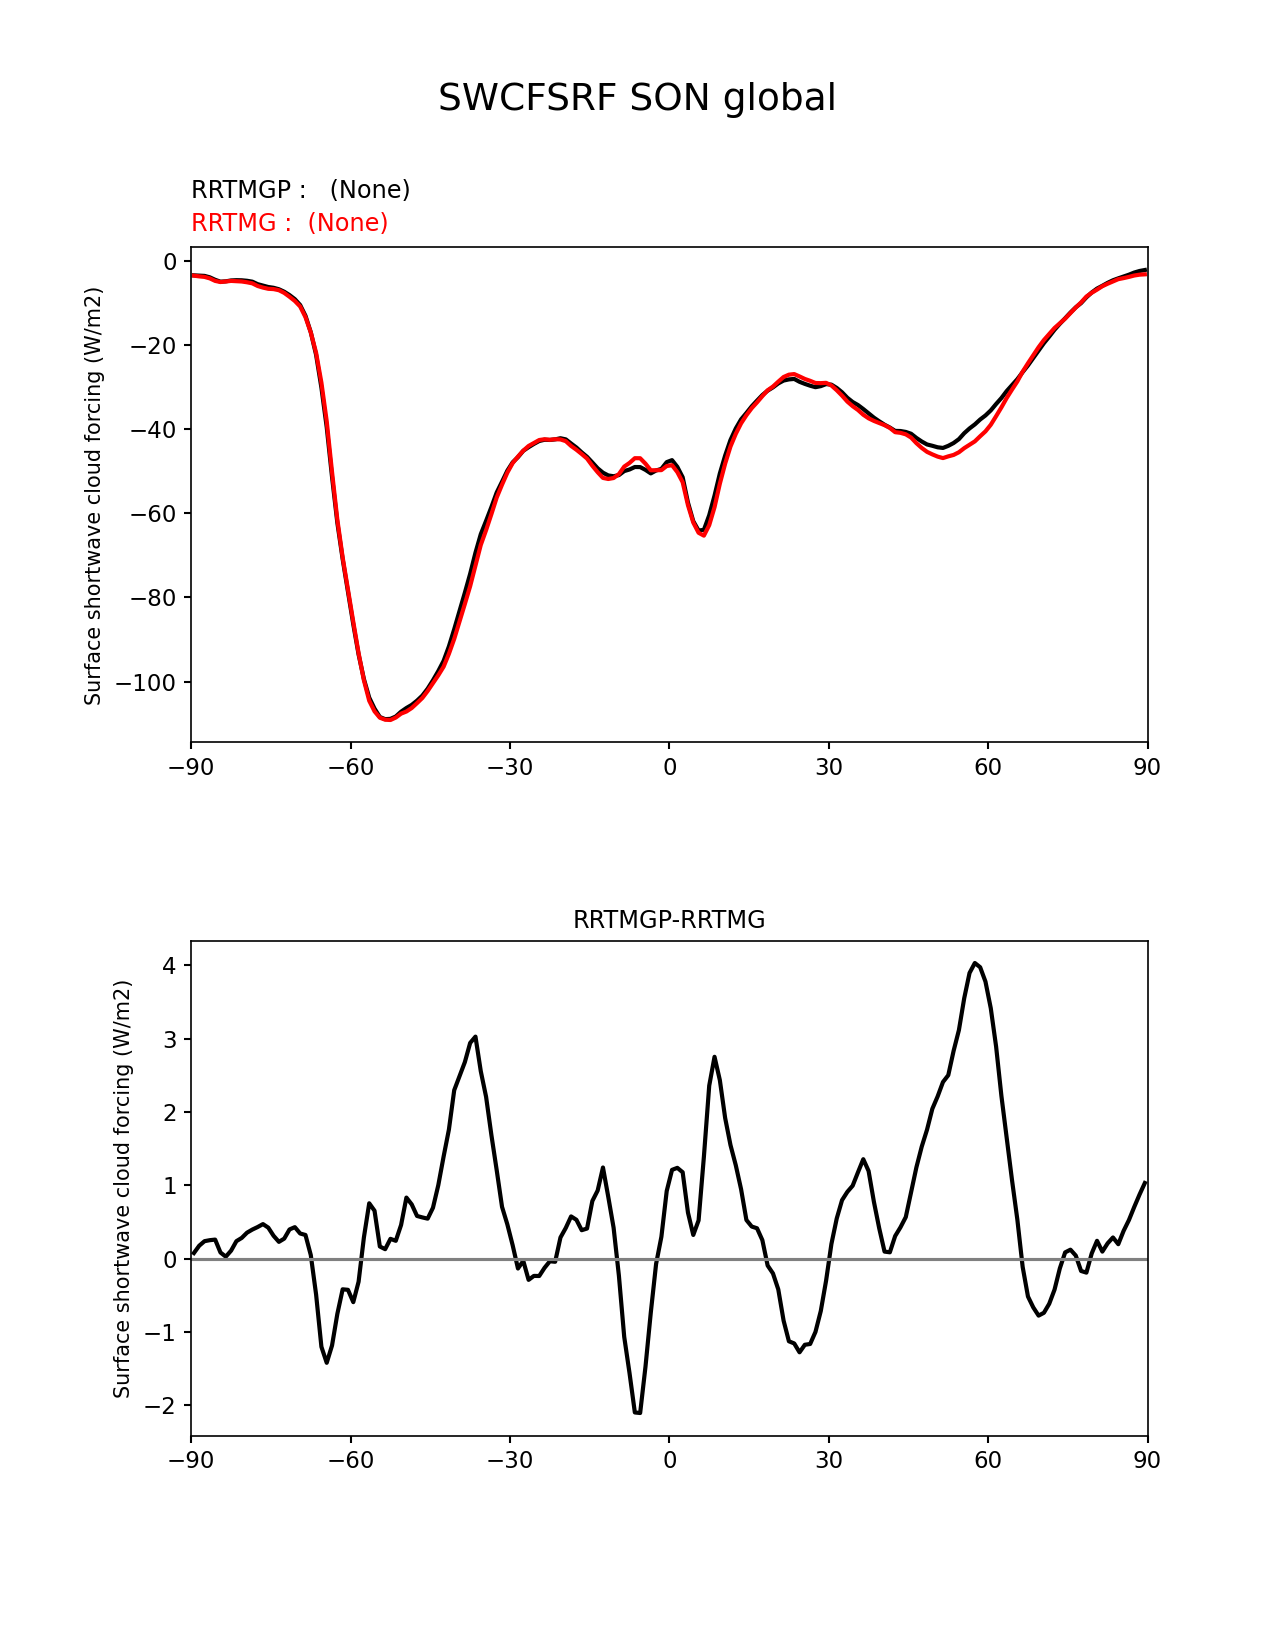 SWCFSRF SON global
RRTMGP :   (None)
RRTMG :  (None)
Surface shortwave cloud forcing (W/m2)
0
−20
−40
−60
−80
−100
−90 −60 −30 0 30 60 90
RRTMGP-RRTMG
Surface shortwave cloud forcing (W/m2)
4
3
2
1
0
−1
−2
−90 −60 −30 0 30 60 90